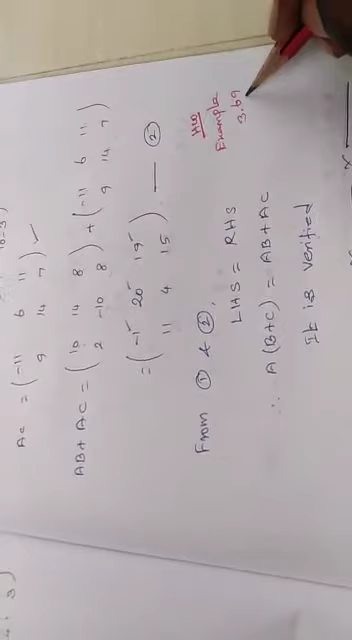 AC = (-11 6 11
9 14 7) ✓
AB + AC = (10 14 8
2 -10 8) + (-11 6 11
9 14 7)
= (-1 20 19
11 4 15) — ②
From ① & ②,
LHS = RHS
∴ A(B+C) = AB+AC
It is verified
H/W
Example
3.69